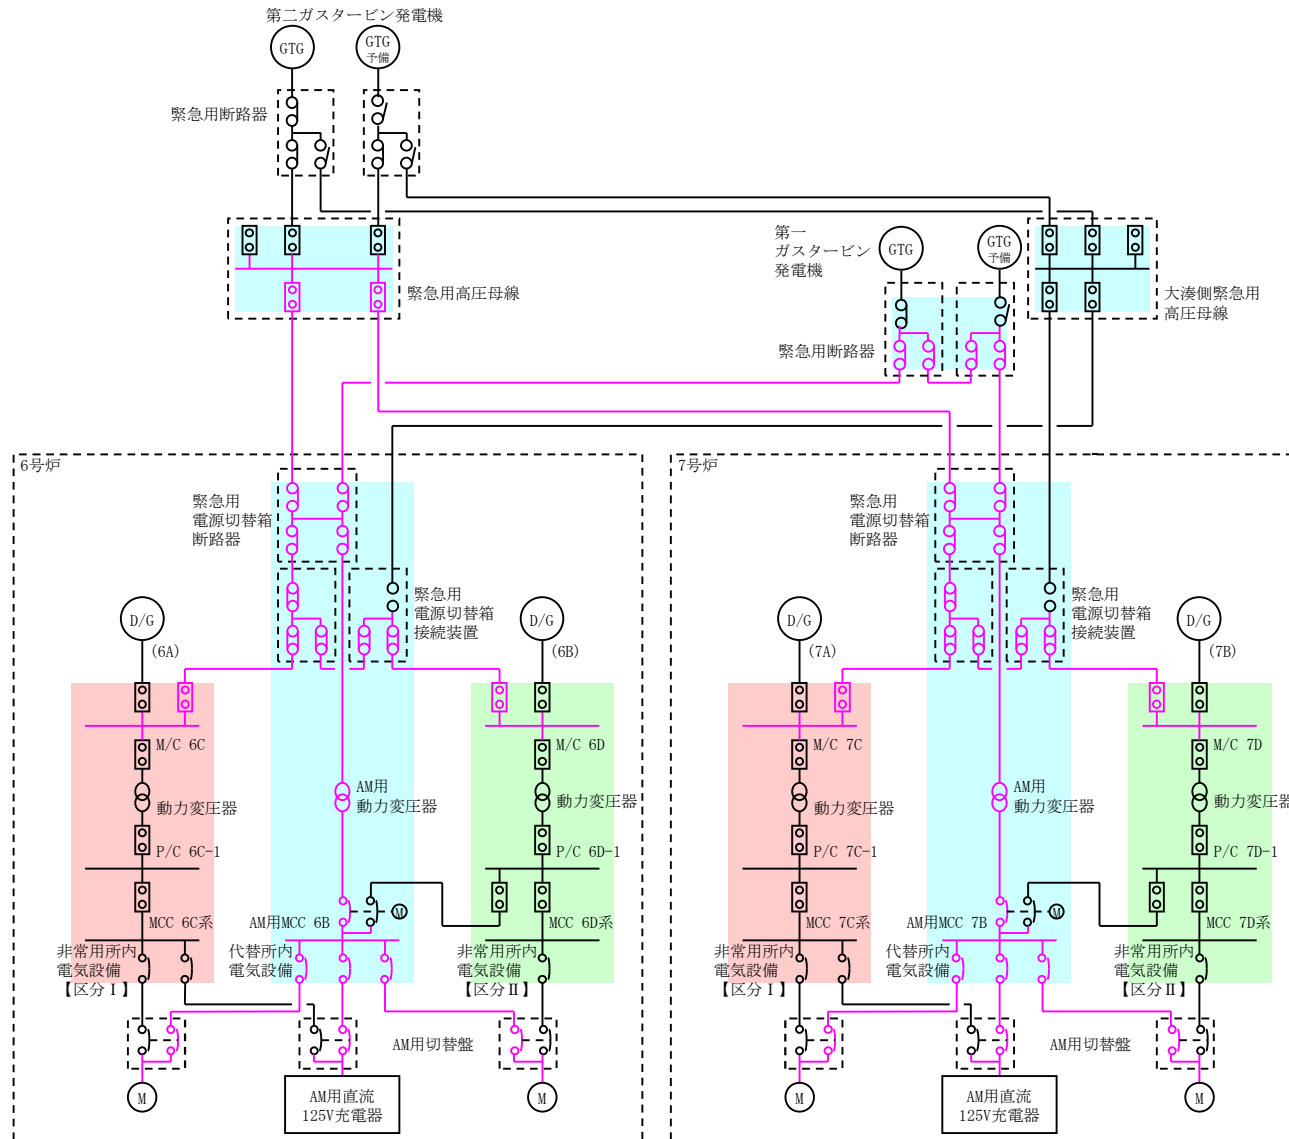 第二ガスタービン発電機
GTG
GTG
予備
緊急用断路器
緊急用高圧母線
第一
ガスタービン
発電機
GTG
GTG
予備
緊急用断路器
大湊側緊急用
高圧母線
6号炉
緊急用
電源切替箱
断路器
緊急用
電源切替箱
接続装置
D/G
(6A)
D/G
(6B)
M/C 6C
動力変圧器
P/C 6C-1
MCC 6C系
非常用所内
電気設備
【区分Ⅰ】
AM用
動力変圧器
AM用MCC 6B
M
代替所内
電気設備
M/C 6D
動力変圧器
P/C 6D-1
MCC 6D系
非常用所内
電気設備
【区分Ⅱ】
AM用切替盤
M
AM用直流
125V充電器
M
7号炉
緊急用
電源切替箱
断路器
緊急用
電源切替箱
接続装置
D/G
(7A)
D/G
(7B)
M/C 7C
動力変圧器
P/C 7C-1
MCC 7C系
非常用所内
電気設備
【区分Ⅰ】
AM用
動力変圧器
AM用MCC 7B
M
代替所内
電気設備
M/C 7D
動力変圧器
P/C 7D-1
MCC 7D系
非常用所内
電気設備
【区分Ⅱ】
AM用切替盤
M
AM用直流
125V充電器
M